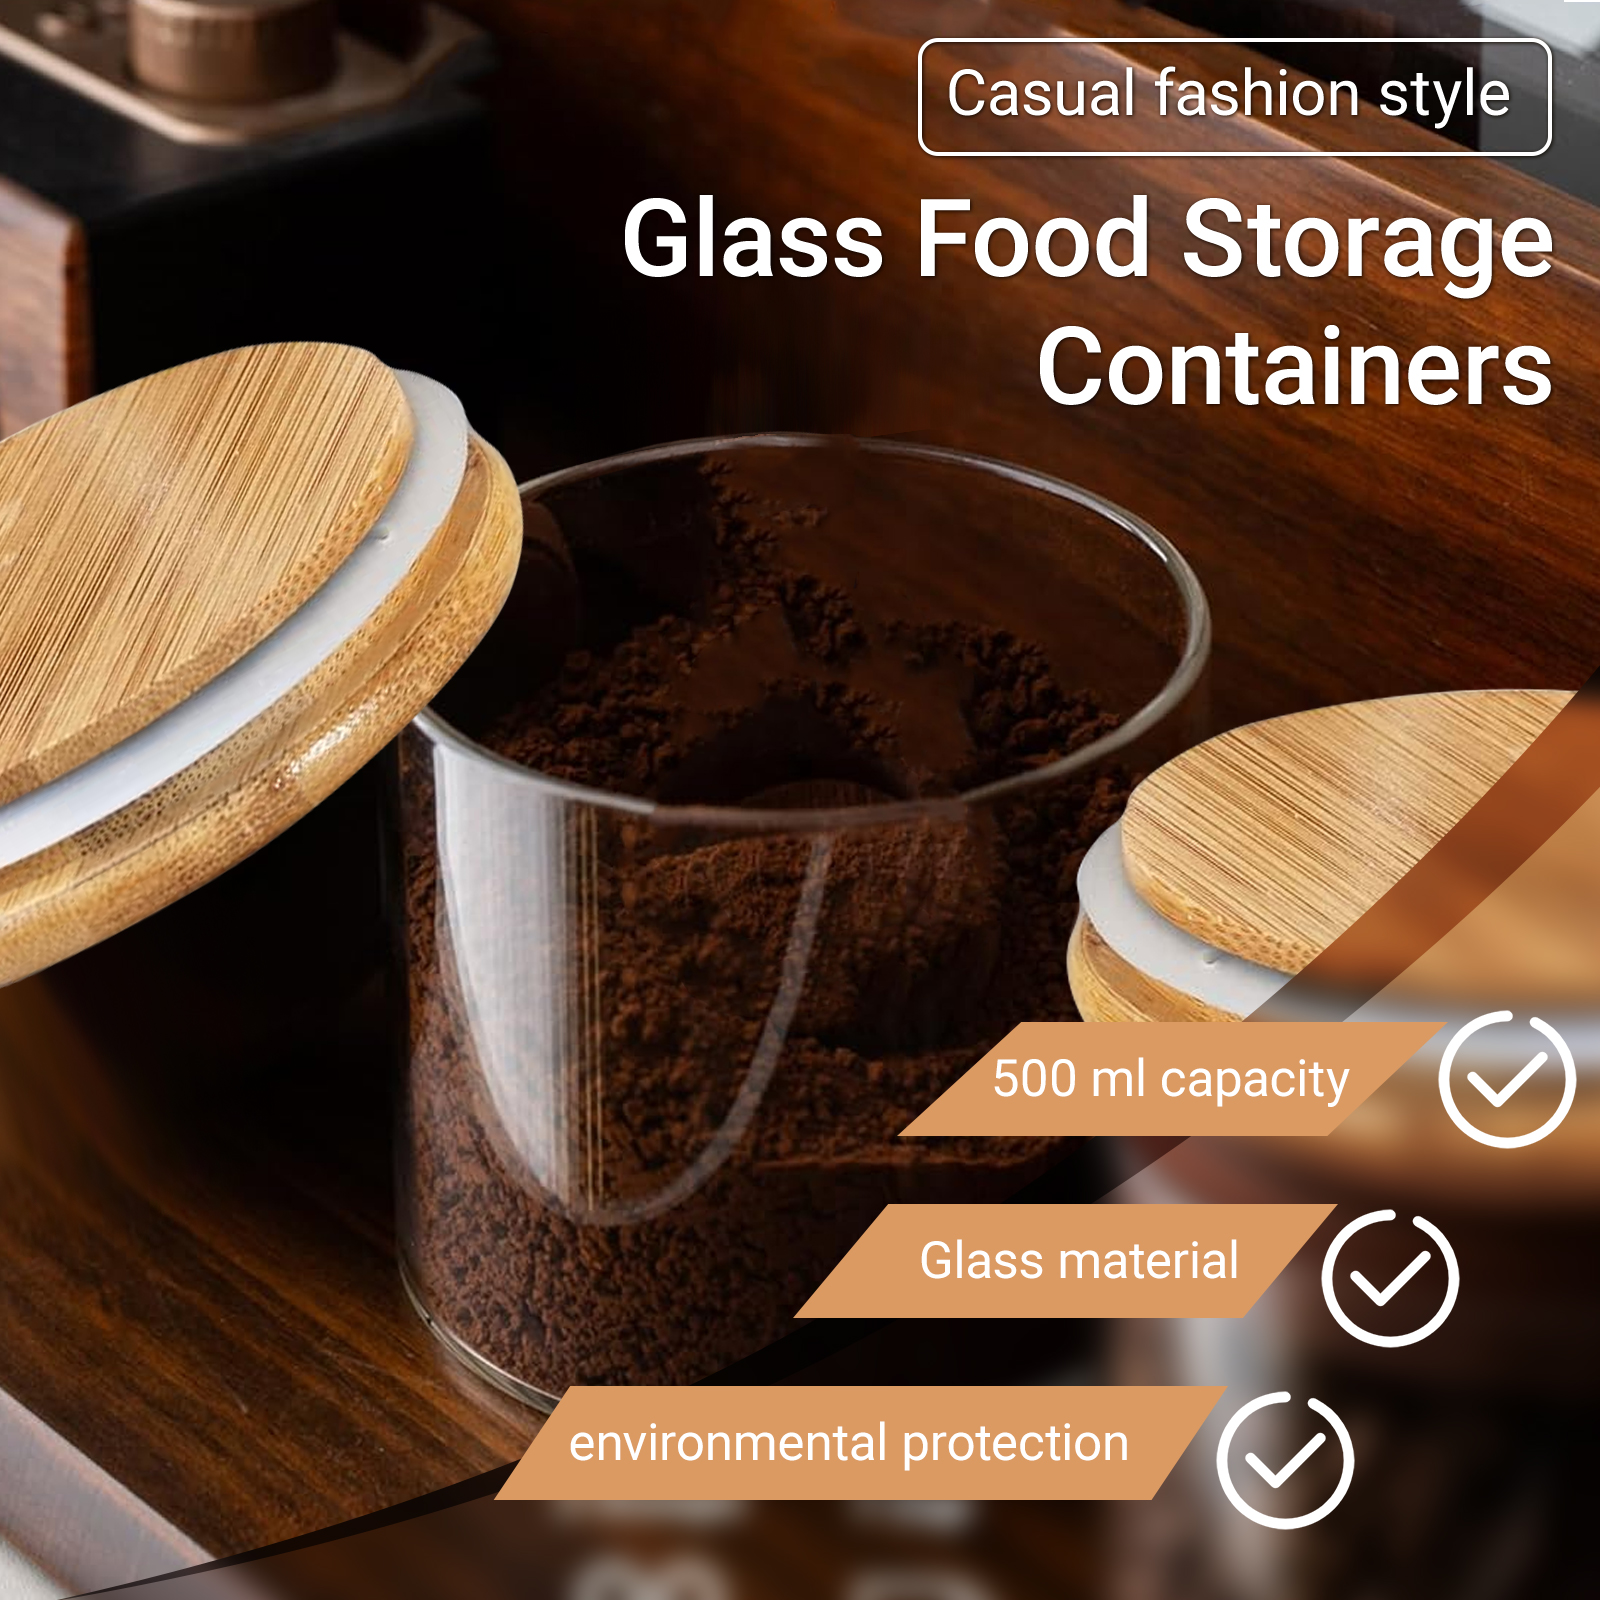 Casual fashion style
Glass Food Storage
Containers
500 ml capacity
Glass material
environmental protection